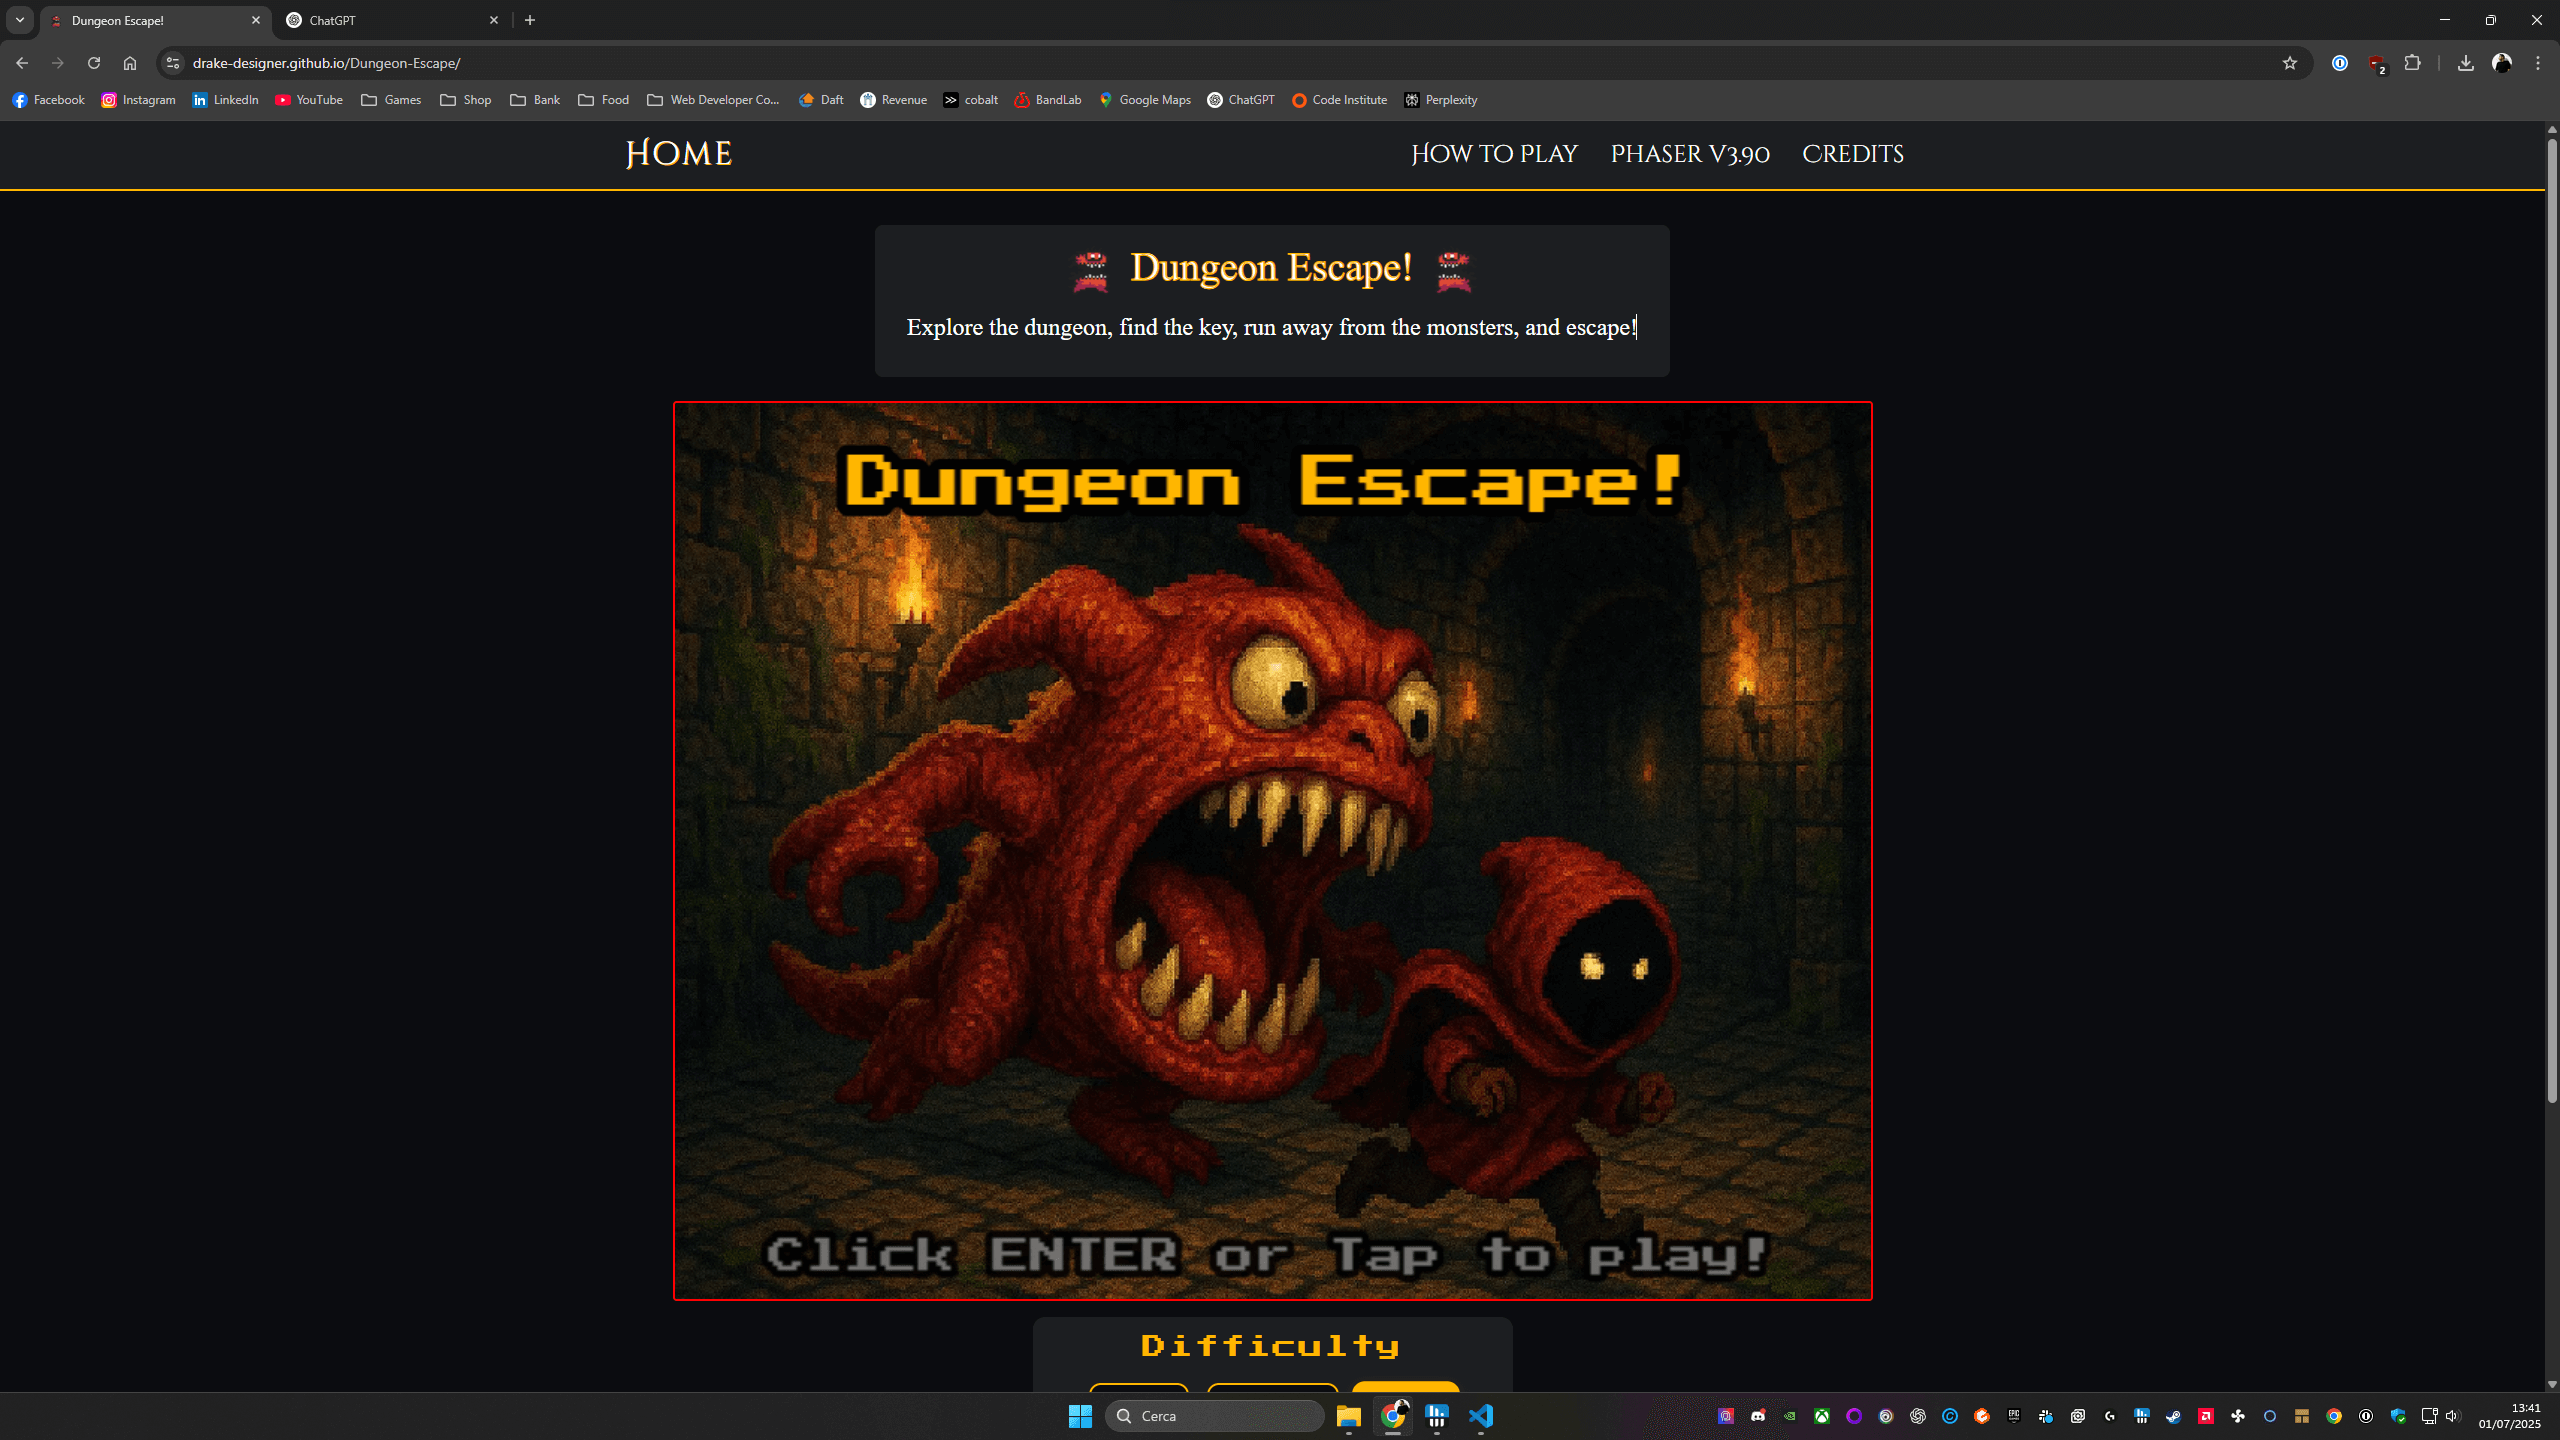 Dungeon Escape!
ChatGPT
drake-designer.github.io/Dungeon-Escape/
2
Facebook
Instagram
LinkedIn
YouTube
Games
Shop
Bank
Food
Web Developer Co...
Daft
Revenue
cobalt
BandLab
Google Maps
ChatGPT
Code Institute
Perplexity
Home
How to Play
Phaser v3.90
Credits
Dungeon Escape!
Explore the dungeon, find the key, run away from the monsters, and escape!
Dungeon Escape!
Click ENTER or Tap to play!
Difficulty
Cerca
13:41
01/07/2025